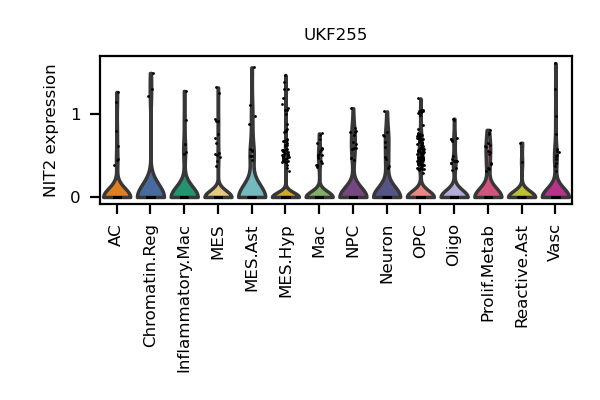 UKF255
NIT2 expression
1
0
AC
Chromatin.Reg
Inflammatory.Mac
MES
MES.Ast
MES.Hyp
Mac
NPC
Neuron
OPC
Oligo
Prolif.Metab
Reactive.Ast
Vasc